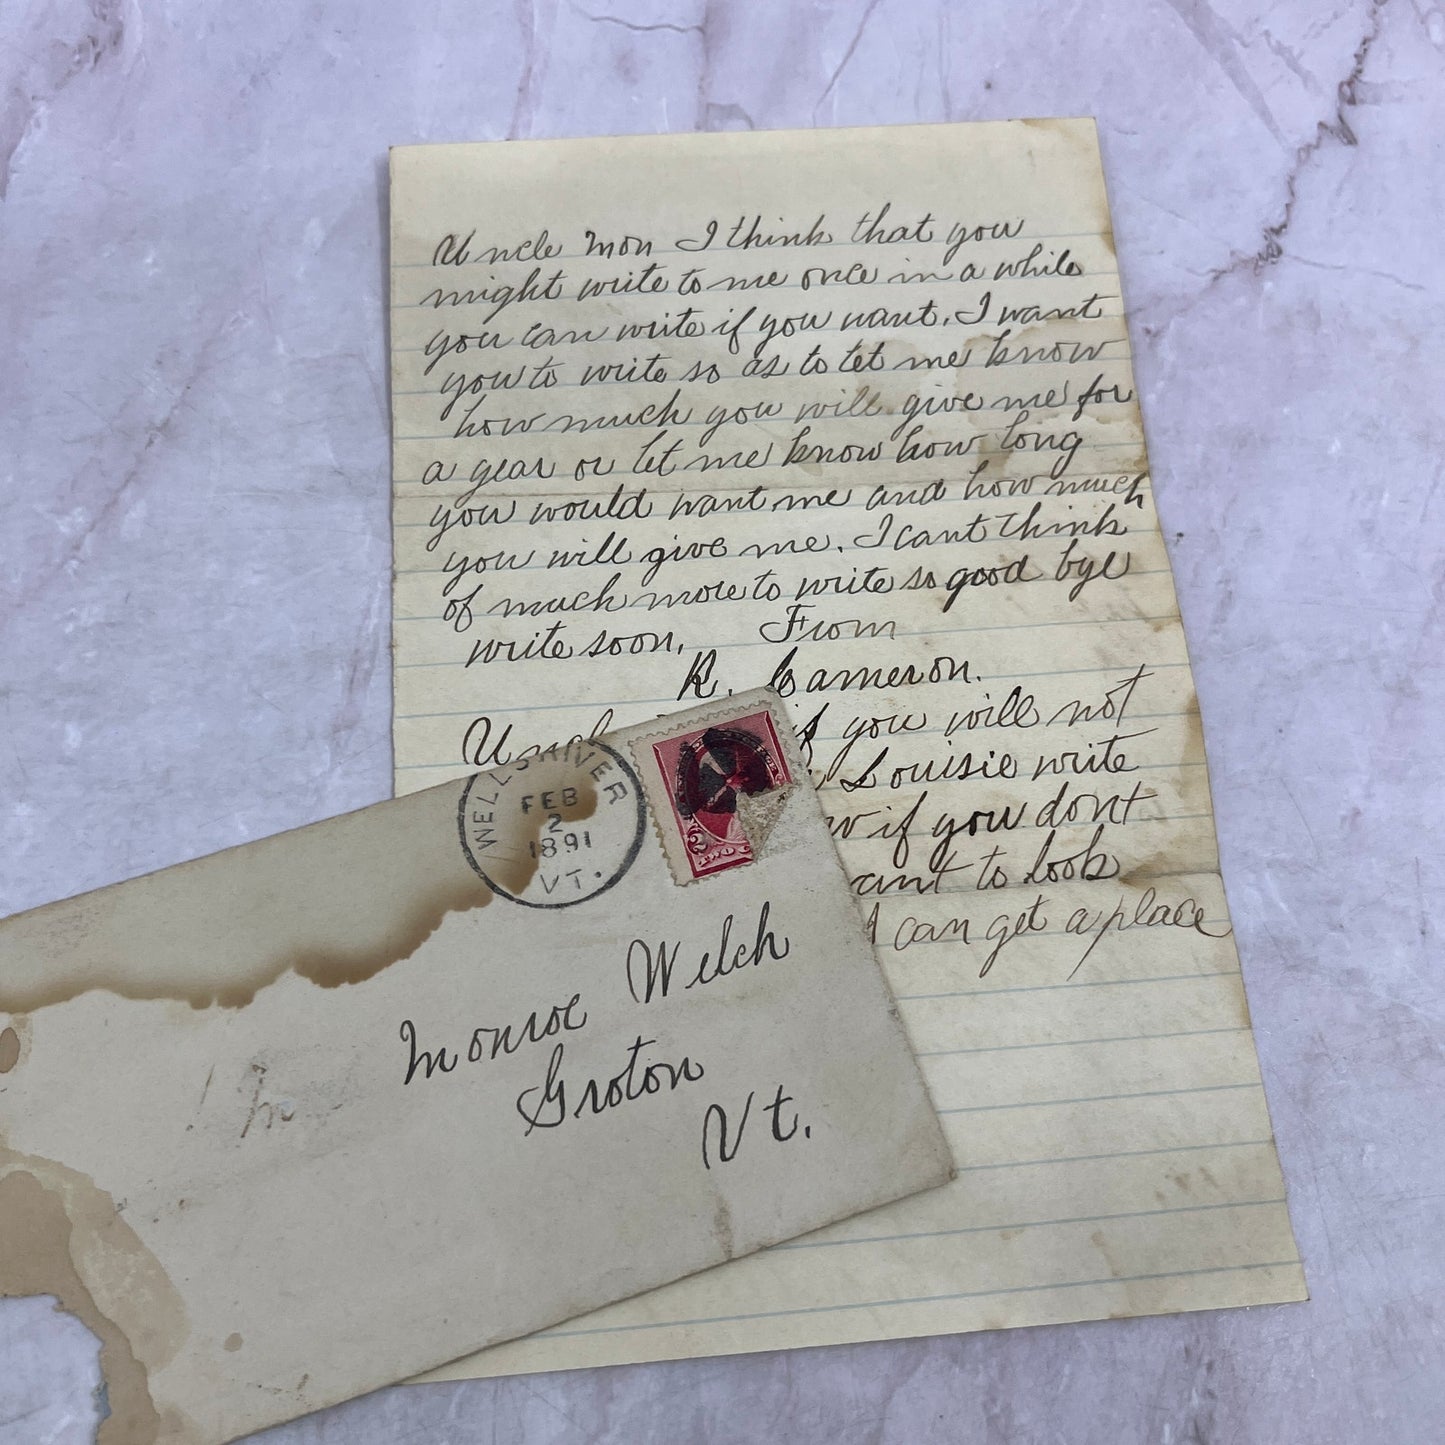 Uncle Mon I think that you
might write to me once in a while
you can write if you want. I want
you to write so as to let me know
how much you will give me for
a year or let me know how long
you would want me and how much
you will give me. I cant think
of much more to write so good bye
write soon. From
R. Cameron.
Uncle if you will not
Louisie write
if you dont
to look
I can get a place
WELLS RIVER
FEB
2
1891
VT.
Monroe Welch
Groton
Vt.